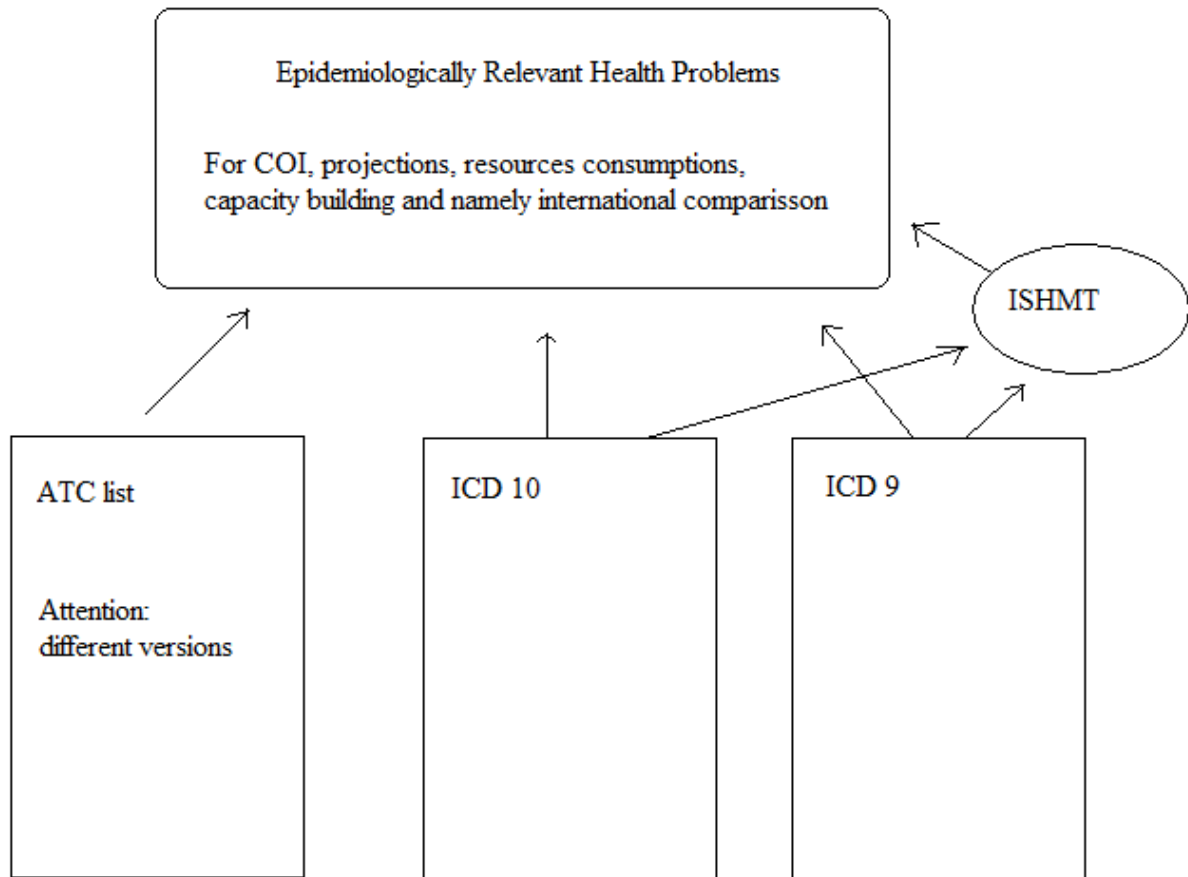 Epidemiologically Relevant Health Problems
For COI, projections, resources consumptions,
capacity building and namely international comparisson
ISHMT
ATC list
Attention:
different versions
ICD 10
ICD 9